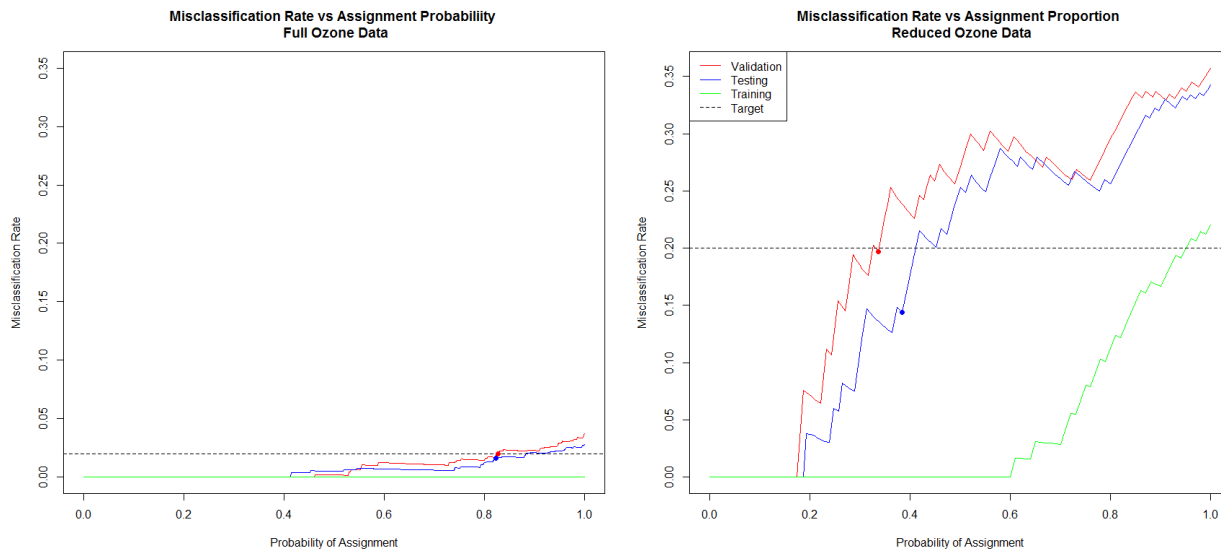 Misclassification Rate vs Assignment Probabiliity
Full Ozone Data
Misclassification Rate
0.00
0.05
0.10
0.15
0.20
0.25
0.30
0.35
0.0
0.2
0.4
0.6
0.8
1.0
Probability of Assignment
Misclassification Rate vs Assignment Proportion
Reduced Ozone Data
Validation
Testing
Training
Target
Misclassification Rate
0.00
0.05
0.10
0.15
0.20
0.25
0.30
0.35
0.0
0.2
0.4
0.6
0.8
1.0
Probability of Assignment